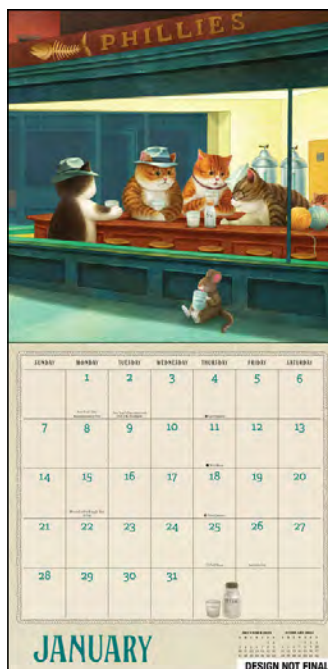 PHILLIES
SUNDAY MONDAY TUESDAY WEDNESDAY THURSDAY FRIDAY SATURDAY
1 2 3 4 5 6
7 8 9 10 11 12 13
14 15 16 17 18 19 20
21 22 23 24 25 26 27
28 29 30 31
JANUARY
DESIGN NOT FINAL